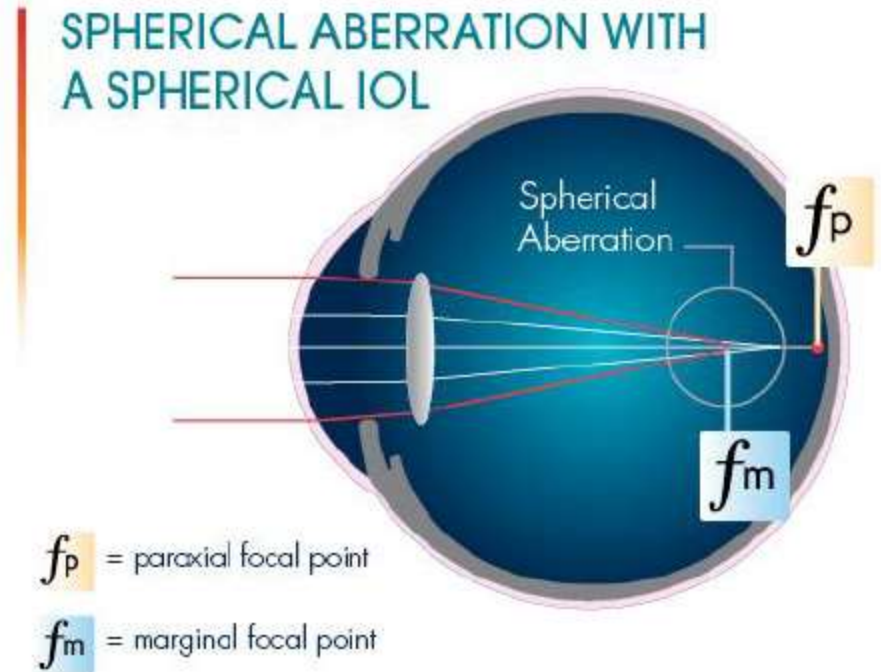 SPHERICAL ABERRATION WITH
A SPHERICAL IOL
Spherical
Aberration
fp
fm
fp = paraxial focal point
fm = marginal focal point